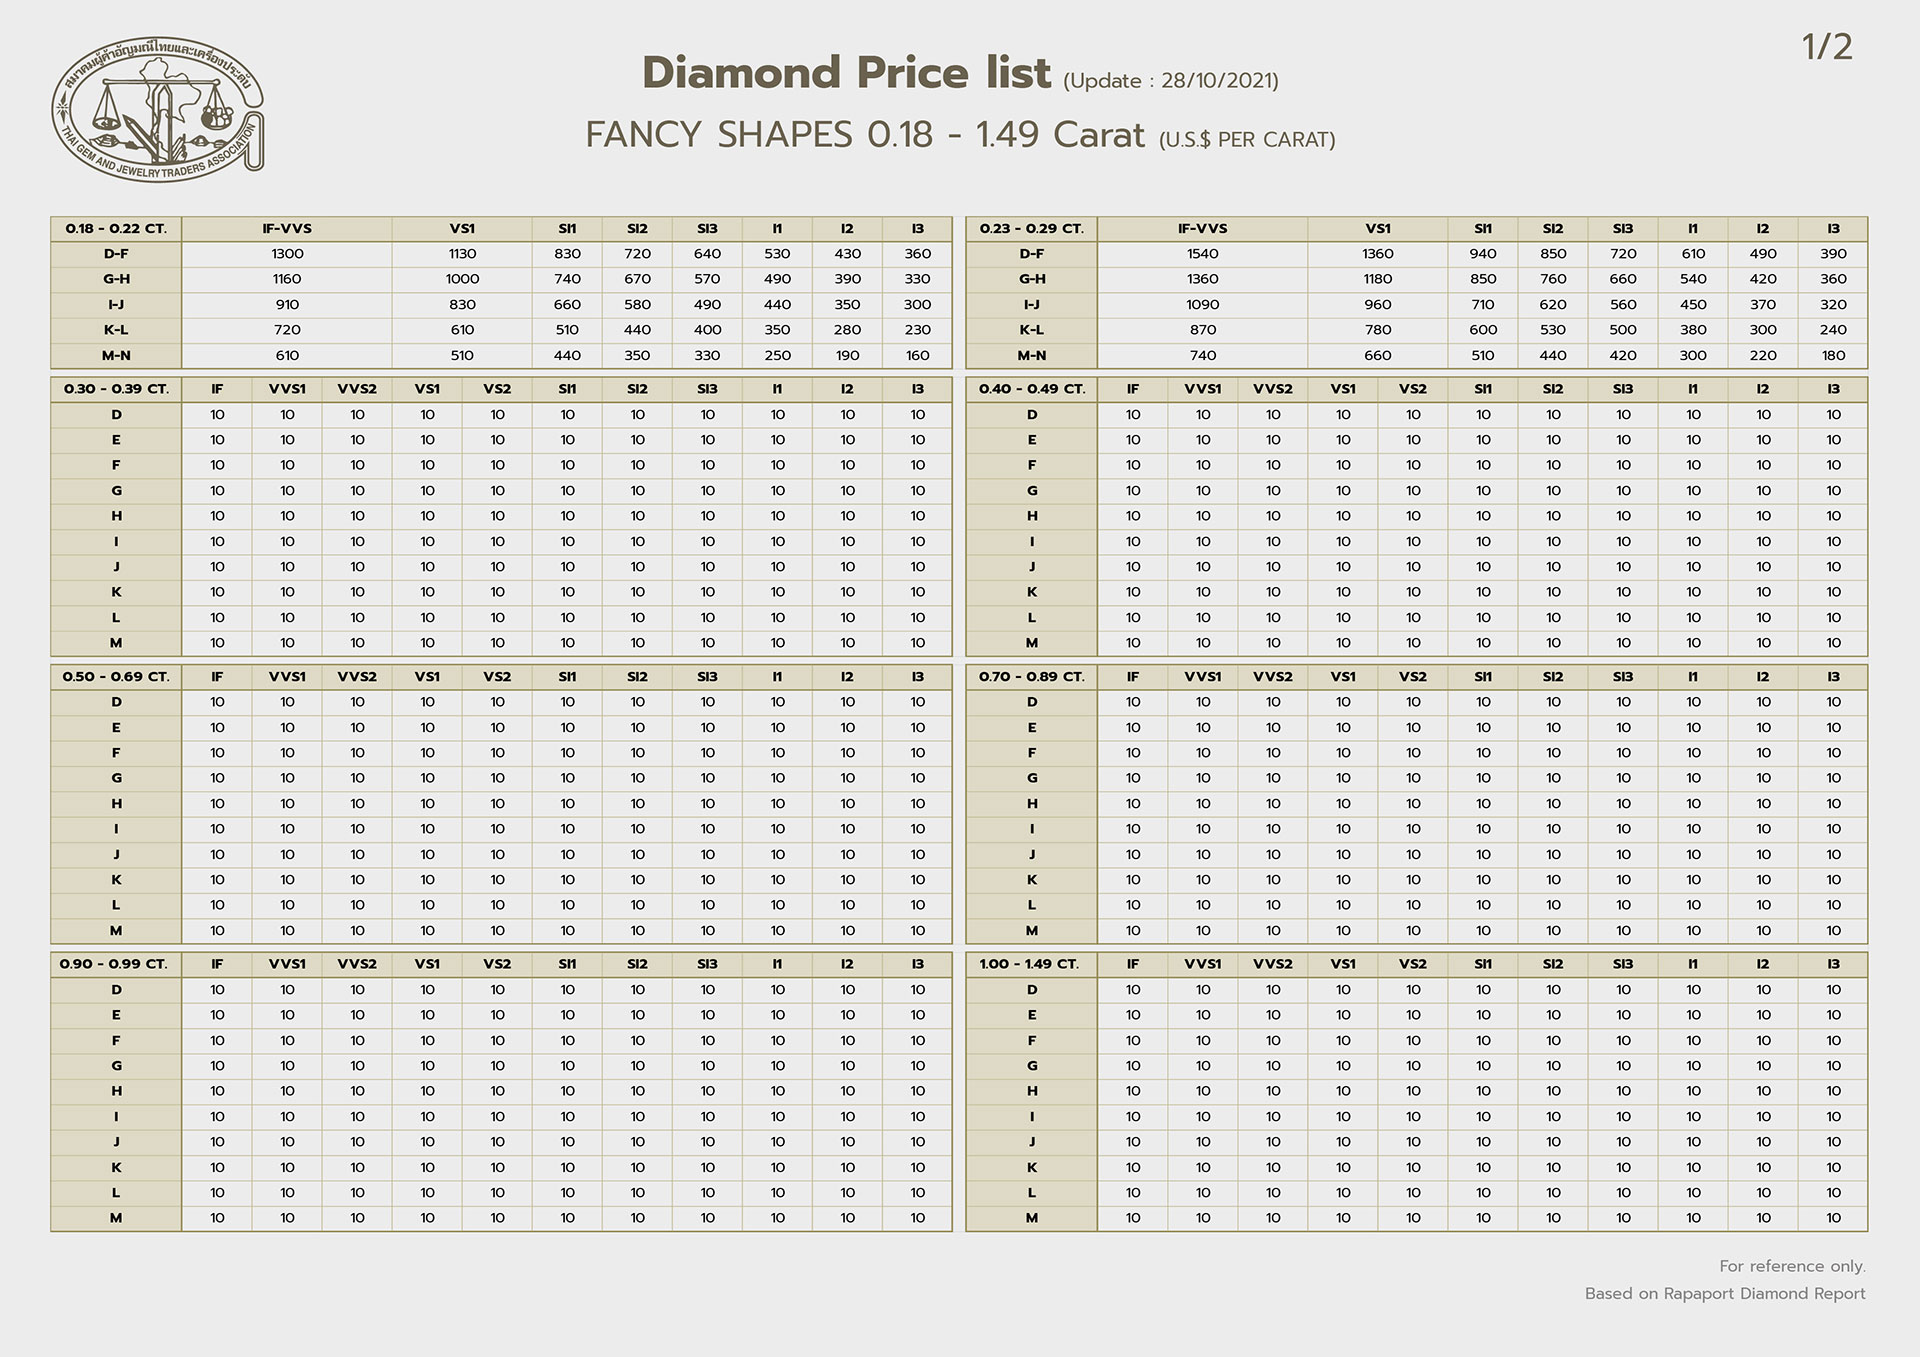 สมาคมผู้ค้าอัญมณีไทยและเครื่องประดับ
THAI GEM AND JEWELRY TRADERS ASSOCIATION
1/2
Diamond Price list (Update : 28/10/2021)
FANCY SHAPES 0.18 - 1.49 Carat (U.S.$ PER CARAT)
0.18 - 0.22 CT. IF-VVS VS1 SI1 SI2 SI3 I1 I2 I3
D-F 1300 1130 830 720 640 530 430 360
G-H 1160 1000 740 670 570 490 390 330
I-J 910 830 660 580 490 440 350 300
K-L 720 610 510 440 400 350 280 230
M-N 610 510 440 350 330 250 190 160
0.23 - 0.29 CT. IF-VVS VS1 SI1 SI2 SI3 I1 I2 I3
D-F 1540 1360 940 850 720 610 490 390
G-H 1360 1180 850 760 660 540 420 360
I-J 1090 960 710 620 560 450 370 320
K-L 870 780 600 530 500 380 300 240
M-N 740 660 510 440 420 300 220 180
0.30 - 0.39 CT. IF VVS1 VVS2 VS1 VS2 SI1 SI2 SI3 I1 I2 I3
D 10 10 10 10 10 10 10 10 10 10 10
E 10 10 10 10 10 10 10 10 10 10 10
F 10 10 10 10 10 10 10 10 10 10 10
G 10 10 10 10 10 10 10 10 10 10 10
H 10 10 10 10 10 10 10 10 10 10 10
I 10 10 10 10 10 10 10 10 10 10 10
J 10 10 10 10 10 10 10 10 10 10 10
K 10 10 10 10 10 10 10 10 10 10 10
L 10 10 10 10 10 10 10 10 10 10 10
M 10 10 10 10 10 10 10 10 10 10 10
0.40 - 0.49 CT. IF VVS1 VVS2 VS1 VS2 SI1 SI2 SI3 I1 I2 I3
D 10 10 10 10 10 10 10 10 10 10 10
E 10 10 10 10 10 10 10 10 10 10 10
F 10 10 10 10 10 10 10 10 10 10 10
G 10 10 10 10 10 10 10 10 10 10 10
H 10 10 10 10 10 10 10 10 10 10 10
I 10 10 10 10 10 10 10 10 10 10 10
J 10 10 10 10 10 10 10 10 10 10 10
K 10 10 10 10 10 10 10 10 10 10 10
L 10 10 10 10 10 10 10 10 10 10 10
M 10 10 10 10 10 10 10 10 10 10 10
0.50 - 0.69 CT. IF VVS1 VVS2 VS1 VS2 SI1 SI2 SI3 I1 I2 I3
D 10 10 10 10 10 10 10 10 10 10 10
E 10 10 10 10 10 10 10 10 10 10 10
F 10 10 10 10 10 10 10 10 10 10 10
G 10 10 10 10 10 10 10 10 10 10 10
H 10 10 10 10 10 10 10 10 10 10 10
I 10 10 10 10 10 10 10 10 10 10 10
J 10 10 10 10 10 10 10 10 10 10 10
K 10 10 10 10 10 10 10 10 10 10 10
L 10 10 10 10 10 10 10 10 10 10 10
M 10 10 10 10 10 10 10 10 10 10 10
0.70 - 0.89 CT. IF VVS1 VVS2 VS1 VS2 SI1 SI2 SI3 I1 I2 I3
D 10 10 10 10 10 10 10 10 10 10 10
E 10 10 10 10 10 10 10 10 10 10 10
F 10 10 10 10 10 10 10 10 10 10 10
G 10 10 10 10 10 10 10 10 10 10 10
H 10 10 10 10 10 10 10 10 10 10 10
I 10 10 10 10 10 10 10 10 10 10 10
J 10 10 10 10 10 10 10 10 10 10 10
K 10 10 10 10 10 10 10 10 10 10 10
L 10 10 10 10 10 10 10 10 10 10 10
M 10 10 10 10 10 10 10 10 10 10 10
0.90 - 0.99 CT. IF VVS1 VVS2 VS1 VS2 SI1 SI2 SI3 I1 I2 I3
D 10 10 10 10 10 10 10 10 10 10 10
E 10 10 10 10 10 10 10 10 10 10 10
F 10 10 10 10 10 10 10 10 10 10 10
G 10 10 10 10 10 10 10 10 10 10 10
H 10 10 10 10 10 10 10 10 10 10 10
I 10 10 10 10 10 10 10 10 10 10 10
J 10 10 10 10 10 10 10 10 10 10 10
K 10 10 10 10 10 10 10 10 10 10 10
L 10 10 10 10 10 10 10 10 10 10 10
M 10 10 10 10 10 10 10 10 10 10 10
1.00 - 1.49 CT. IF VVS1 VVS2 VS1 VS2 SI1 SI2 SI3 I1 I2 I3
D 10 10 10 10 10 10 10 10 10 10 10
E 10 10 10 10 10 10 10 10 10 10 10
F 10 10 10 10 10 10 10 10 10 10 10
G 10 10 10 10 10 10 10 10 10 10 10
H 10 10 10 10 10 10 10 10 10 10 10
I 10 10 10 10 10 10 10 10 10 10 10
J 10 10 10 10 10 10 10 10 10 10 10
K 10 10 10 10 10 10 10 10 10 10 10
L 10 10 10 10 10 10 10 10 10 10 10
M 10 10 10 10 10 10 10 10 10 10 10
For reference only.
Based on Rapaport Diamond Report